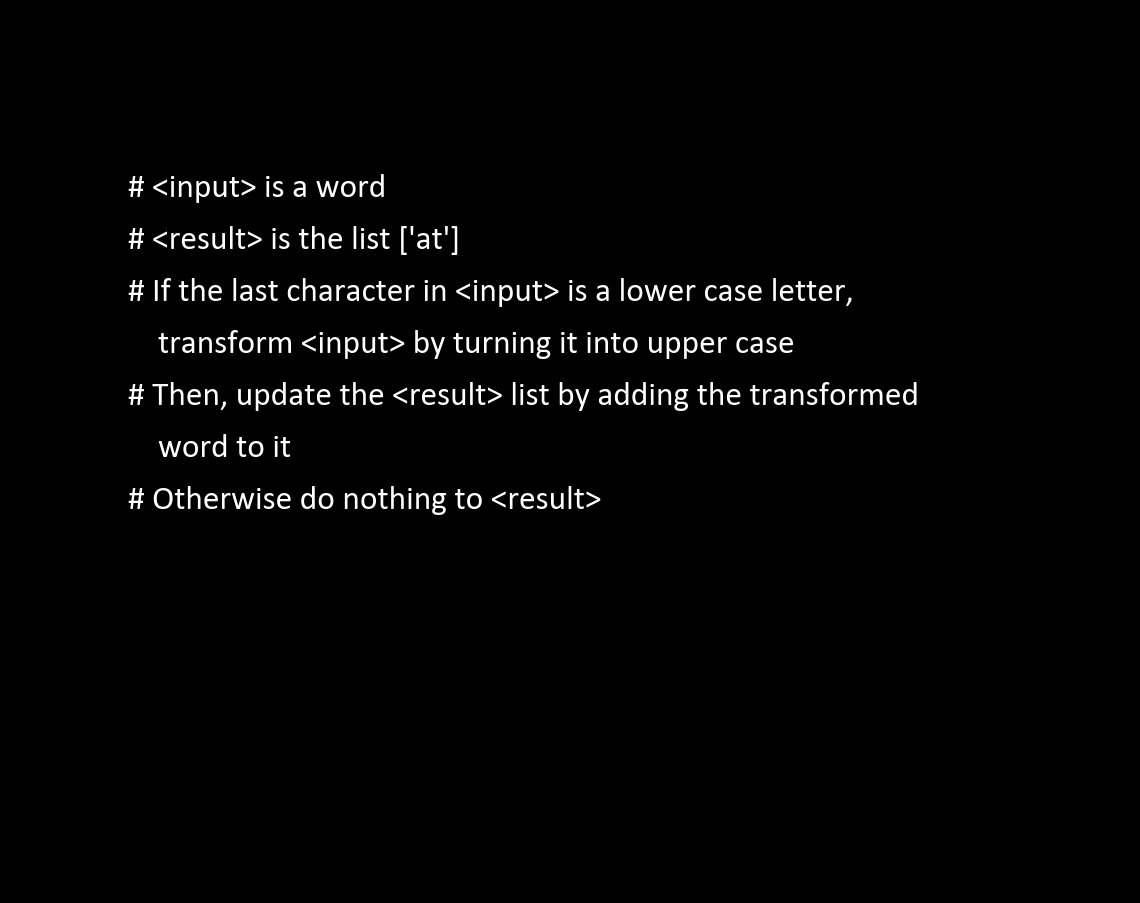 # <input> is a word
# <result> is the list ['at']
# If the last character in <input> is a lower case letter,
transform <input> by turning it into upper case
# Then, update the <result> list by adding the transformed
word to it
# Otherwise do nothing to <result>